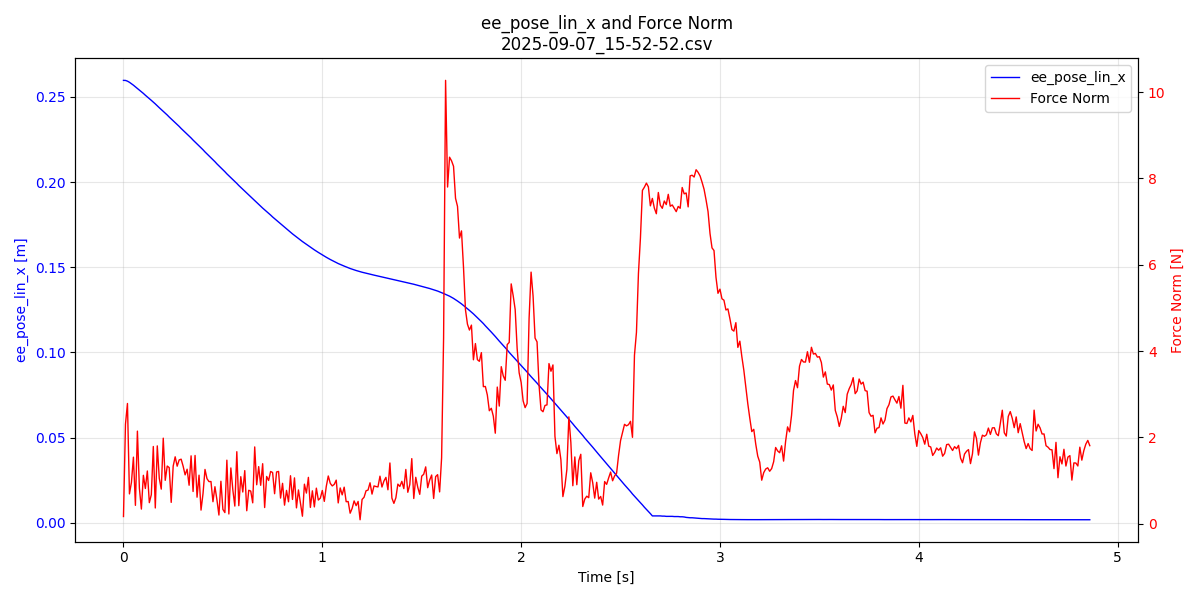 ee_pose_lin_x and Force Norm
2025-09-07_15-52-52.csv
ee_pose_lin_x
Force Norm
ee_pose_lin_x [m]
0.25
0.20
0.15
0.10
0.05
0.00
10
8
6
4
2
0
Force Norm [N]
0 1 2 3 4 5
Time [s]